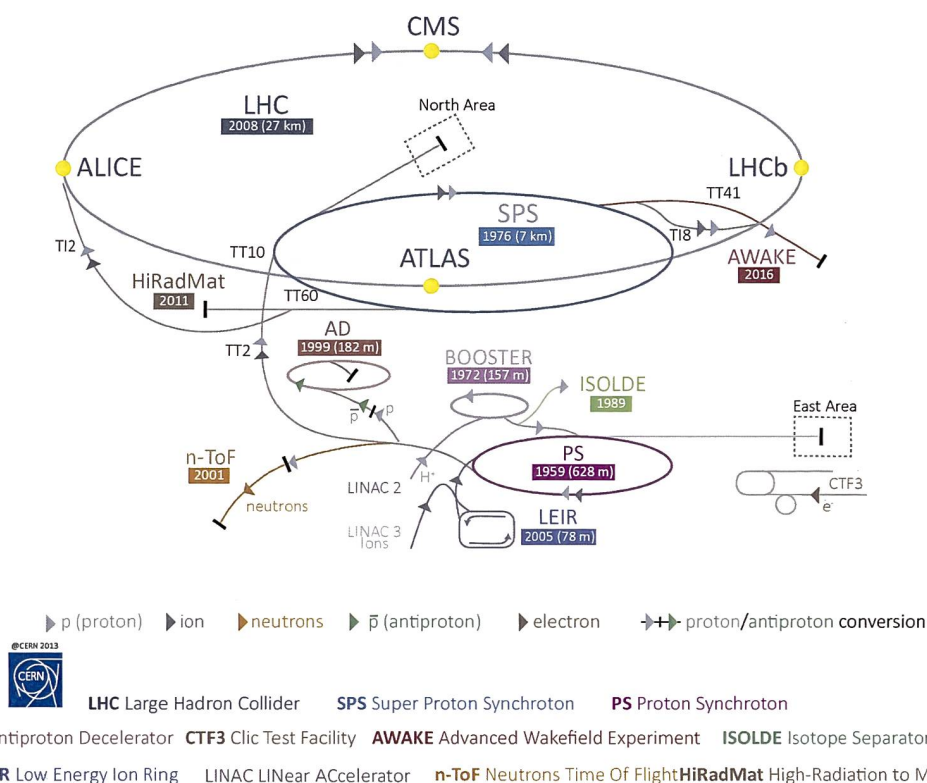 CMS
LHC
2008 (27 km)
North Area
ALICE
LHCb
TT41
SPS
1976 (7 km)
TI8
TI2
TT10
ATLAS
AWAKE
2016
HiRadMat
2011
TT60
AD
1999 (182 m)
TT2
BOOSTER
1972 (157 m)
ISOLDE
1989
p̅
p
East Area
n-ToF
2001
PS
1959 (628 m)
H⁺
LINAC 2
neutrons
CTF3
e⁻
LEIR
2005 (78 m)
LINAC 3
Ions
p (proton) ion neutrons p̅ (antiproton) electron proton/antiproton conversion
@CERN 2013
CERN
LHC Large Hadron Collider SPS Super Proton Synchroton PS Proton Synchroton
ntiproton Decelerator CTF3 Clic Test Facility AWAKE Advanced Wakefield Experiment ISOLDE Isotope Separator
R Low Energy Ion Ring LINAC LINear ACcelerator n-ToF Neutrons Time Of Flight HiRadMat High-Radiation to M